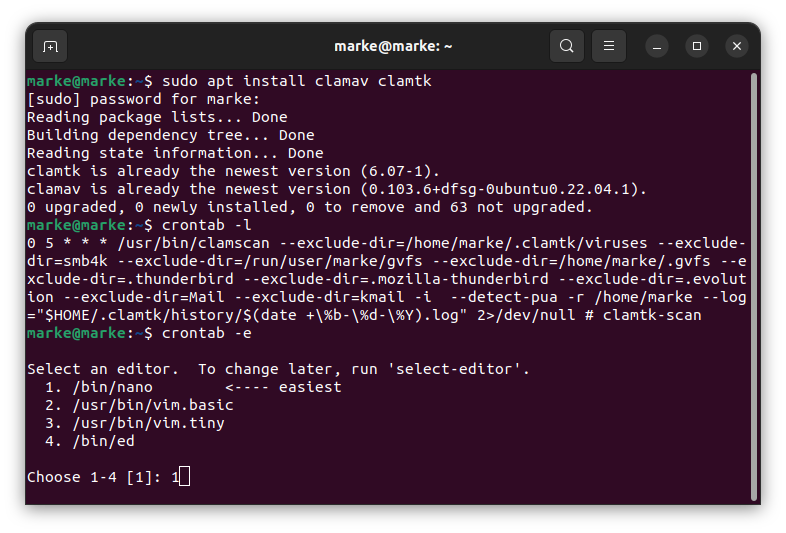 marke@marke: ~
marke@marke:~$ sudo apt install clamav clamtk
[sudo] password for marke:
Reading package lists... Done
Building dependency tree... Done
Reading state information... Done
clamtk is already the newest version (6.07-1).
clamav is already the newest version (0.103.6+dfsg-0ubuntu0.22.04.1).
0 upgraded, 0 newly installed, 0 to remove and 63 not upgraded.
marke@marke:~$ crontab -l
0 5 * * * /usr/bin/clamscan --exclude-dir=/home/marke/.clamtk/viruses --exclude-
dir=smb4k --exclude-dir=/run/user/marke/gvfs --exclude-dir=/home/marke/.gvfs --e
xclude-dir=.thunderbird --exclude-dir=.mozilla-thunderbird --exclude-dir=.evolut
ion --exclude-dir=Mail --exclude-dir=kmail -i  --detect-pua -r /home/marke --log
="$HOME/.clamtk/history/$(date +\%b-\%d-\%Y).log" 2>/dev/null # clamtk-scan
marke@marke:~$ crontab -e

Select an editor.  To change later, run 'select-editor'.
  1. /bin/nano        <---- easiest
  2. /usr/bin/vim.basic
  3. /usr/bin/vim.tiny
  4. /bin/ed

Choose 1-4 [1]: 1